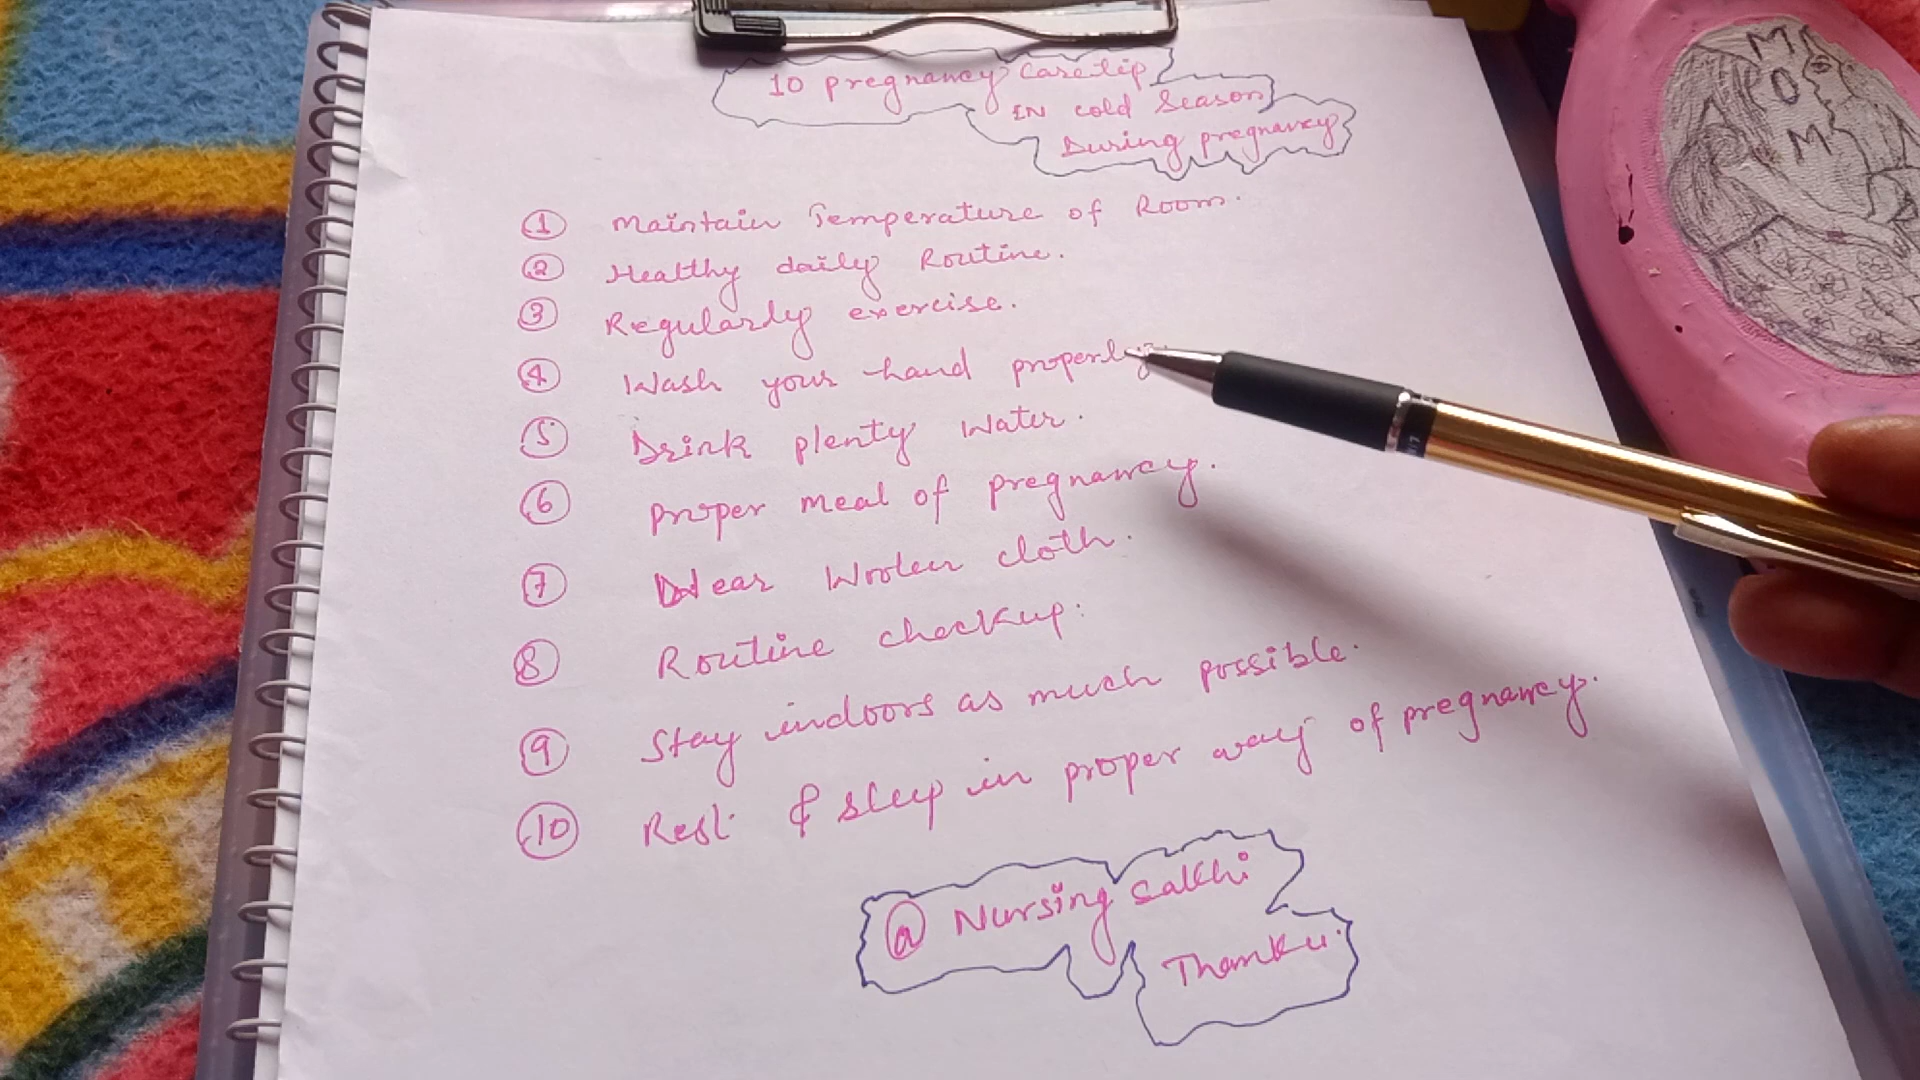 10 pregnancy care tip
IN cold Season
During pregnancy
1 Maintain Temperature of Room.
2 Healthy daily Routine.
3 Regularly exercise.
4 Wash your hand properly.
5 Drink plenty Water.
6 proper meal of pregnancy.
7 Wear Woolen cloth.
8 Routine checkup.
9 Stay indoors as much possible.
10 Rest & sleep in proper way of pregnancy.
@ Nursing Sakhi
Thanku.
MOM